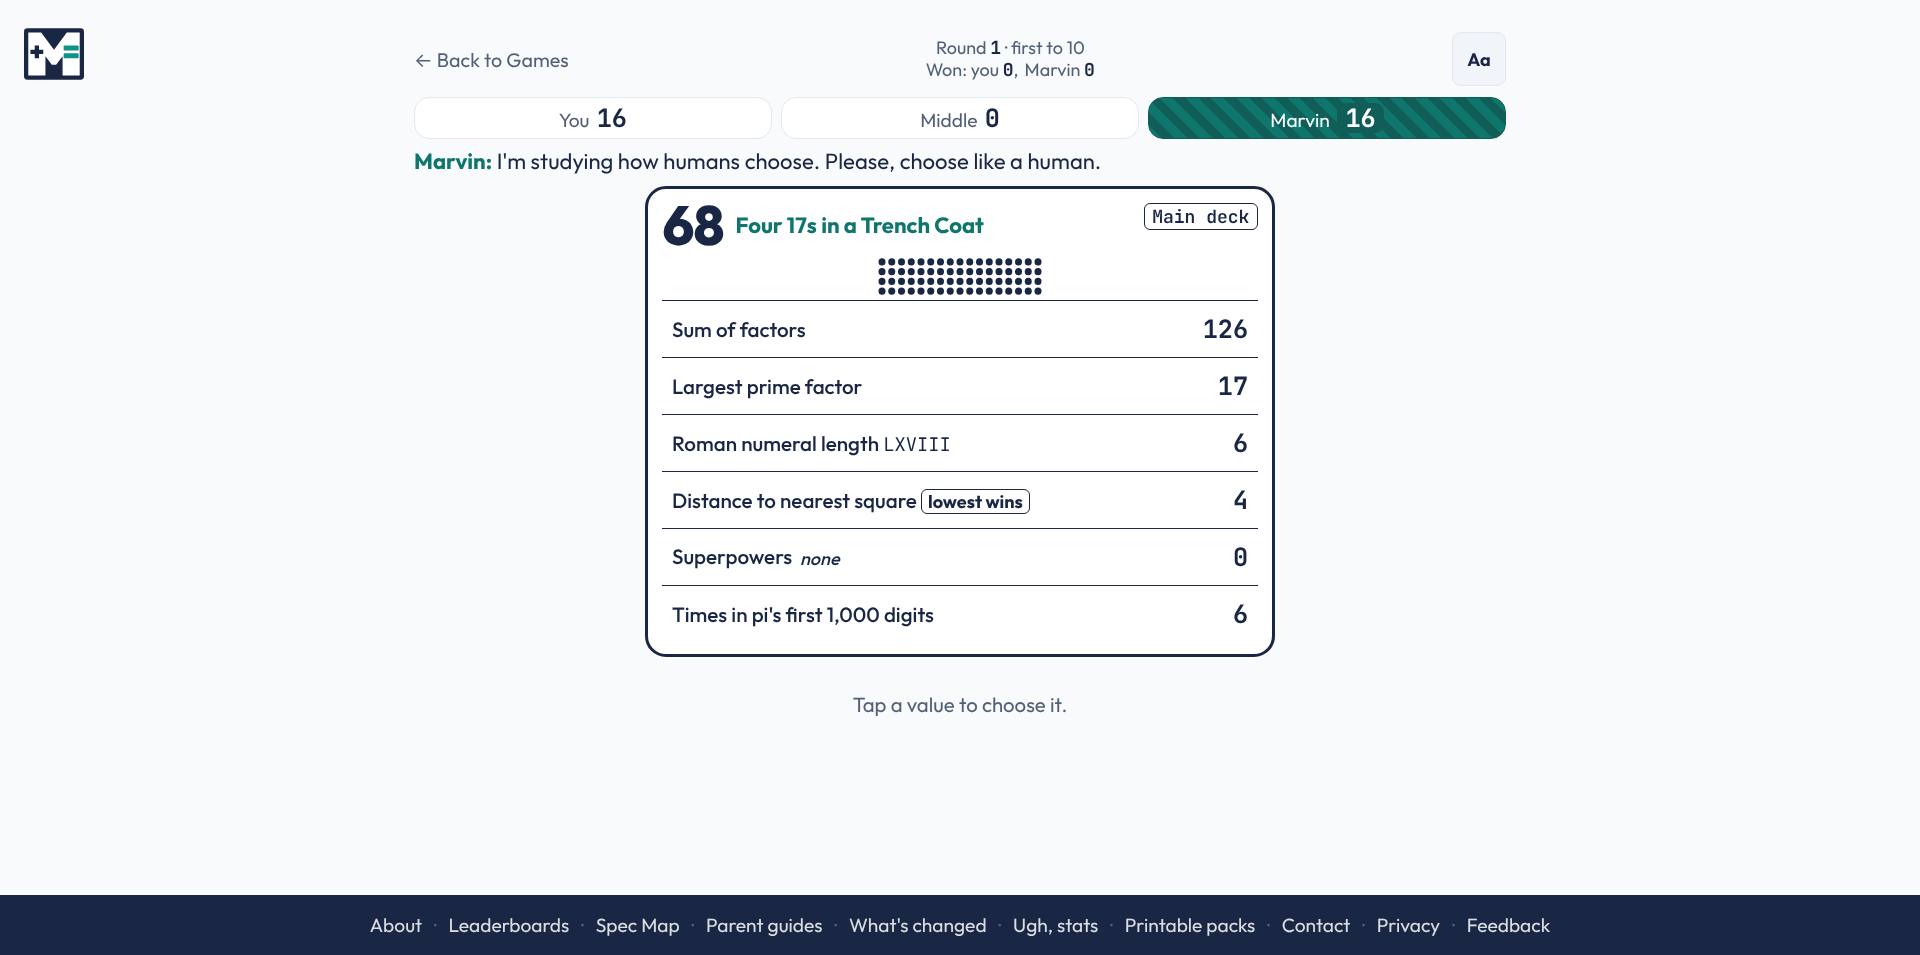 ← Back to Games
Round 1 · first to 10
Won: you 0, Marvin 0
Aa
You 16
Middle 0
Marvin 16
Marvin: I'm studying how humans choose. Please, choose like a human.
68 Four 17s in a Trench Coat
Main deck
Sum of factors 126
Largest prime factor 17
Roman numeral length LXVIII 6
Distance to nearest square lowest wins 4
Superpowers none 0
Times in pi's first 1,000 digits 6
Tap a value to choose it.
About · Leaderboards · Spec Map · Parent guides · What's changed · Ugh, stats · Printable packs · Contact · Privacy · Feedback